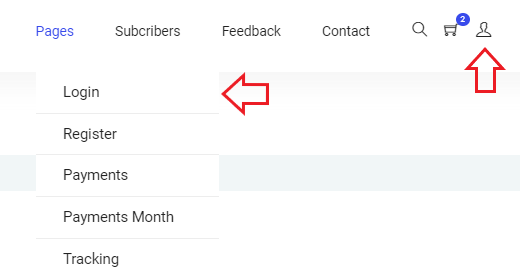 Pages Subcribers Feedback Contact 2
Login
Register
Payments
Payments Month
Tracking